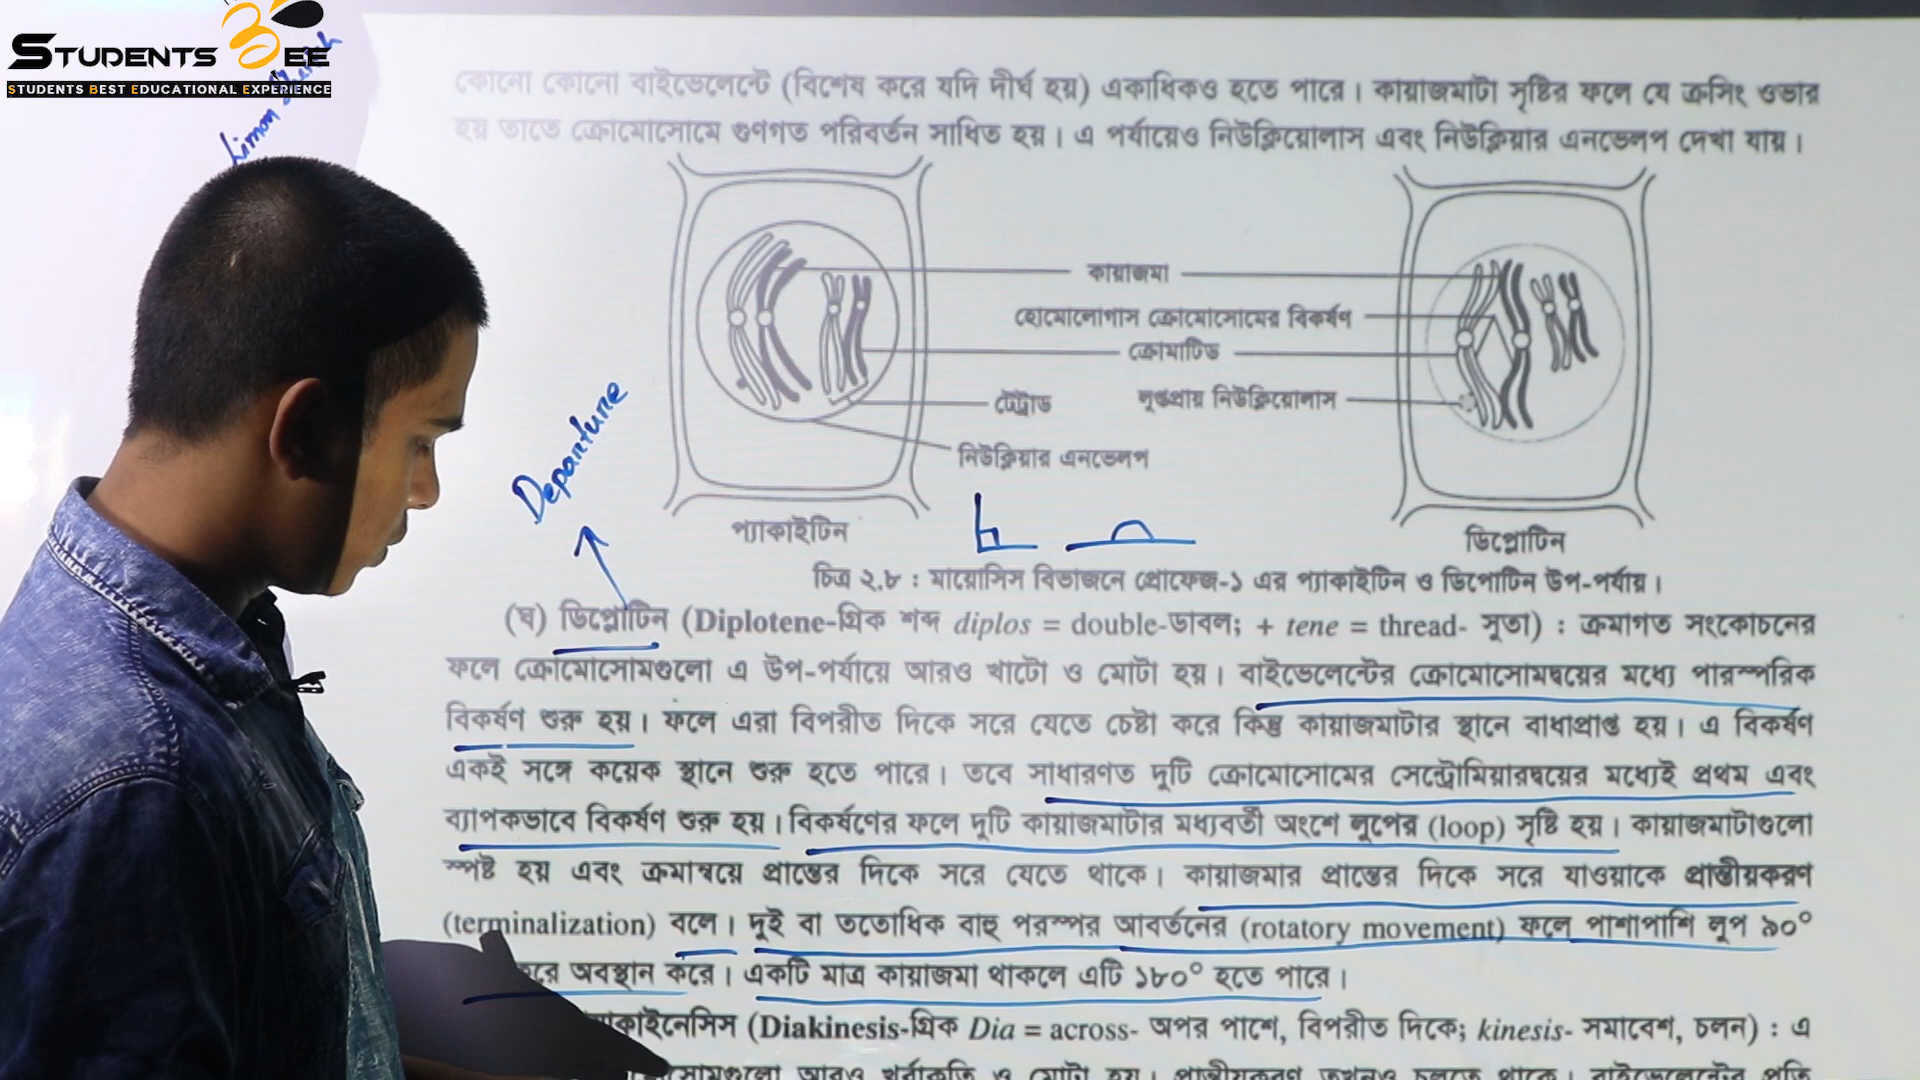 STUDENTS BEE
STUDENTS BEST EDUCATIONAL EXPERIENCE
কোনো কোনো বাইভেলেন্টে (বিশেষ করে যদি দীর্ঘ হয়) একাধিকও হতে পারে। কায়াজমাটা সৃষ্টির ফলে যে ক্রসিং ওভার
হয় তাতে ক্রোমোসোমে গুণগত পরিবর্তন সাধিত হয়। এ পর্যায়েও নিউক্লিয়োলাস এবং নিউক্লিয়ার এনভেলপ দেখা যায়।
কায়াজমা
হোমোলোগাস ক্রোমোসোমের বিকর্ষণ
ক্রোমাটিড
টেট্রাড
লুপ্তপ্রায় নিউক্লিয়োলাস
নিউক্লিয়ার এনভেলপ
Departure
প্যাকাইটিন
ডিপ্লোটিন
চিত্র ২.৮ : মায়োসিস বিভাজনে প্রোফেজ-১ এর প্যাকাইটিন ও ডিপোটিন উপ-পর্যায়।
(ঘ) ডিপ্লোটিন (Diplotene-গ্রিক শব্দ diplos = double-ডাবল; + tene = thread- সূতা) : ক্রমাগত সংকোচনের
ফলে ক্রোমোসোমগুলো এ উপ-পর্যায়ে আরও খাটো ও মোটা হয়। বাইভেলেন্টের ক্রোমোসোমদ্বয়ের মধ্যে পারস্পরিক
বিকর্ষণ শুরু হয়। ফলে এরা বিপরীত দিকে সরে যেতে চেষ্টা করে কিন্তু কায়াজমাটার স্থানে বাধাপ্রাপ্ত হয়। এ বিকর্ষণ
একই সঙ্গে কয়েক স্থানে শুরু হতে পারে। তবে সাধারণত দুটি ক্রোমোসোমের সেন্ট্রোমিয়ারদ্বয়ের মধ্যেই প্রথম এবং
ব্যাপকভাবে বিকর্ষণ শুরু হয়। বিকর্ষণের ফলে দুটি কায়াজমাটার মধ্যবর্তী অংশে লুপের (loop) সৃষ্টি হয়। কায়াজমাটাগুলো
স্পষ্ট হয় এবং ক্রমান্বয়ে প্রান্তের দিকে সরে যেতে থাকে। কায়াজমার প্রান্তের দিকে সরে যাওয়াকে প্রান্তীয়করণ
(terminalization) বলে। দুই বা ততোধিক বাহু পরস্পর আবর্তনের (rotatory movement) ফলে পাশাপাশি লুপ ৯০°
অবস্থান করে। একটি মাত্র কায়াজমা থাকলে এটি ১৮০° হতে পারে।
(Diakinesis-গ্রিক Dia = across- অপর পাশে, বিপরীত দিকে; kinesis- সমাবেশ, চলন) : এ